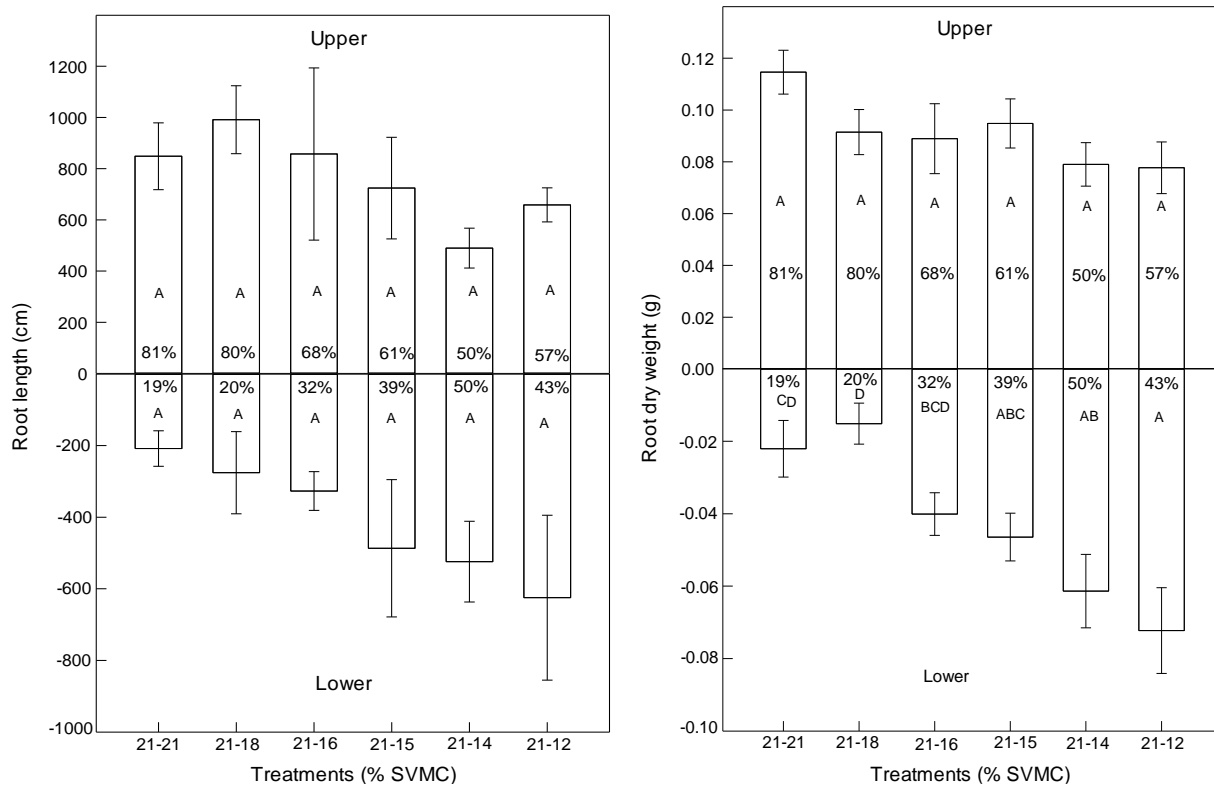 Upper
1200
1000
800
600
400
200
0
-200
-400
-600
-800
-1000
Root length (cm)
A A A A A A
81% 80% 68% 61% 50% 57%
19% 20% 32% 39% 50% 43%
A A A A A A
Lower
21-21 21-18 21-16 21-15 21-14 21-12
Treatments (% SVMC)
Upper
0.12
0.10
0.08
0.06
0.04
0.02
0.00
-0.02
-0.04
-0.06
-0.08
-0.10
Root dry weight (g)
A A A A A A
81% 80% 68% 61% 50% 57%
19% 20% 32% 39% 50% 43%
CD D BCD ABC AB A
Lower
21-21 21-18 21-16 21-15 21-14 21-12
Treatments (% SVMC)